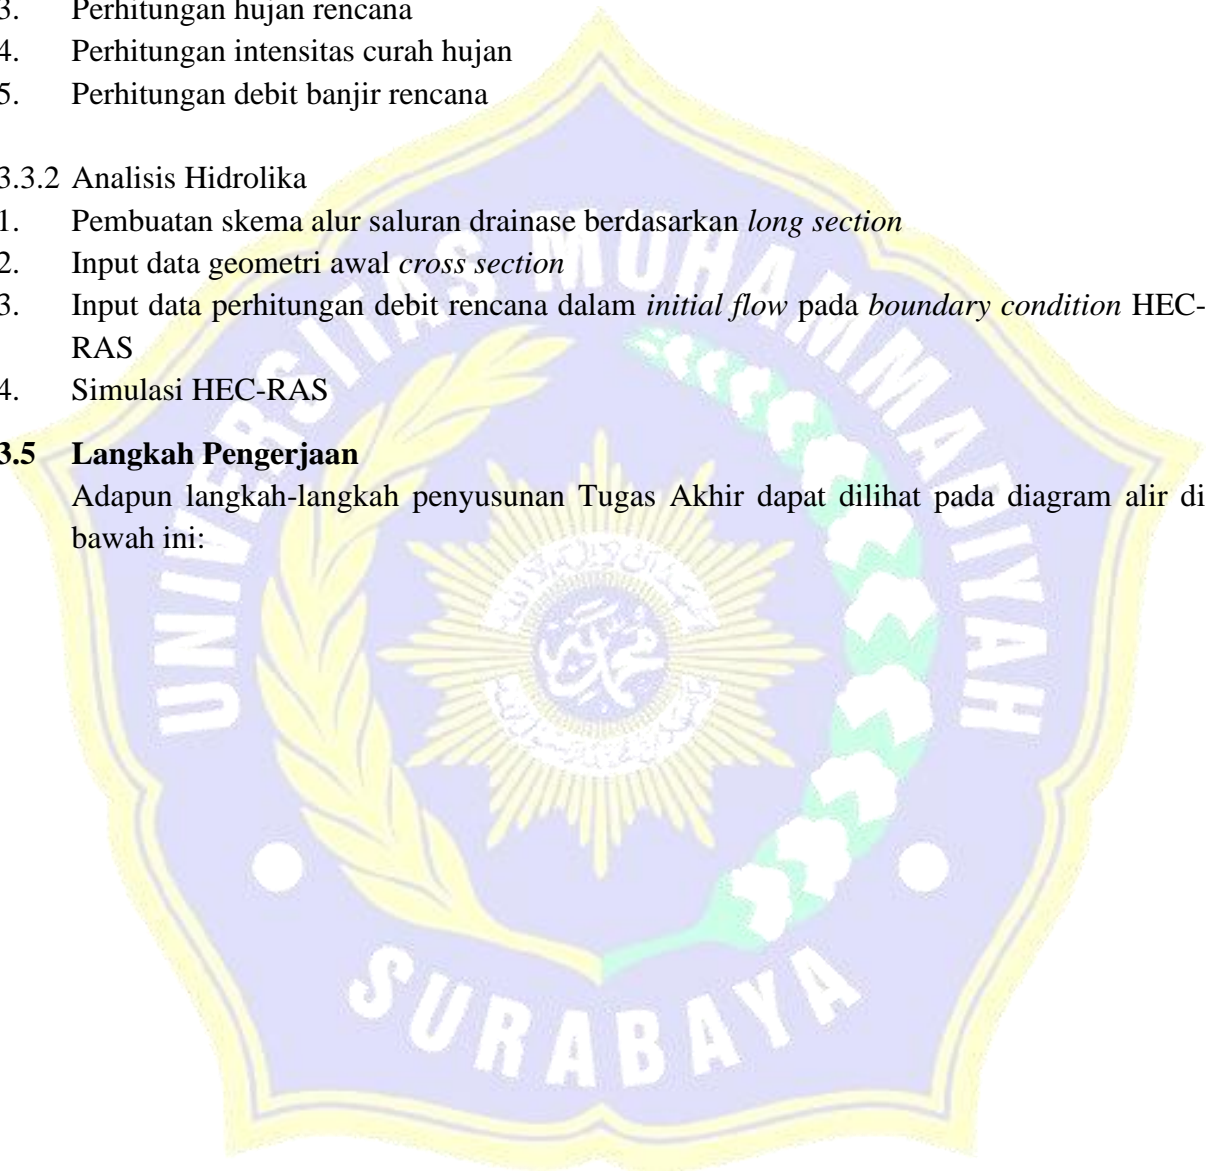 3. Perhitungan hujan rencana
4. Perhitungan intensitas curah hujan
5. Perhitungan debit banjir rencana
3.3.2 Analisis Hidrolika
1. Pembuatan skema alur saluran drainase berdasarkan long section
2. Input data geometri awal cross section
3. Input data perhitungan debit rencana dalam initial flow pada boundary condition HEC-
RAS
4. Simulasi HEC-RAS
3.5 Langkah Pengerjaan
Adapun langkah-langkah penyusunan Tugas Akhir dapat dilihat pada diagram alir di
bawah ini:
UNIVERSITAS MUHAMMADIYAH
SURABAYA